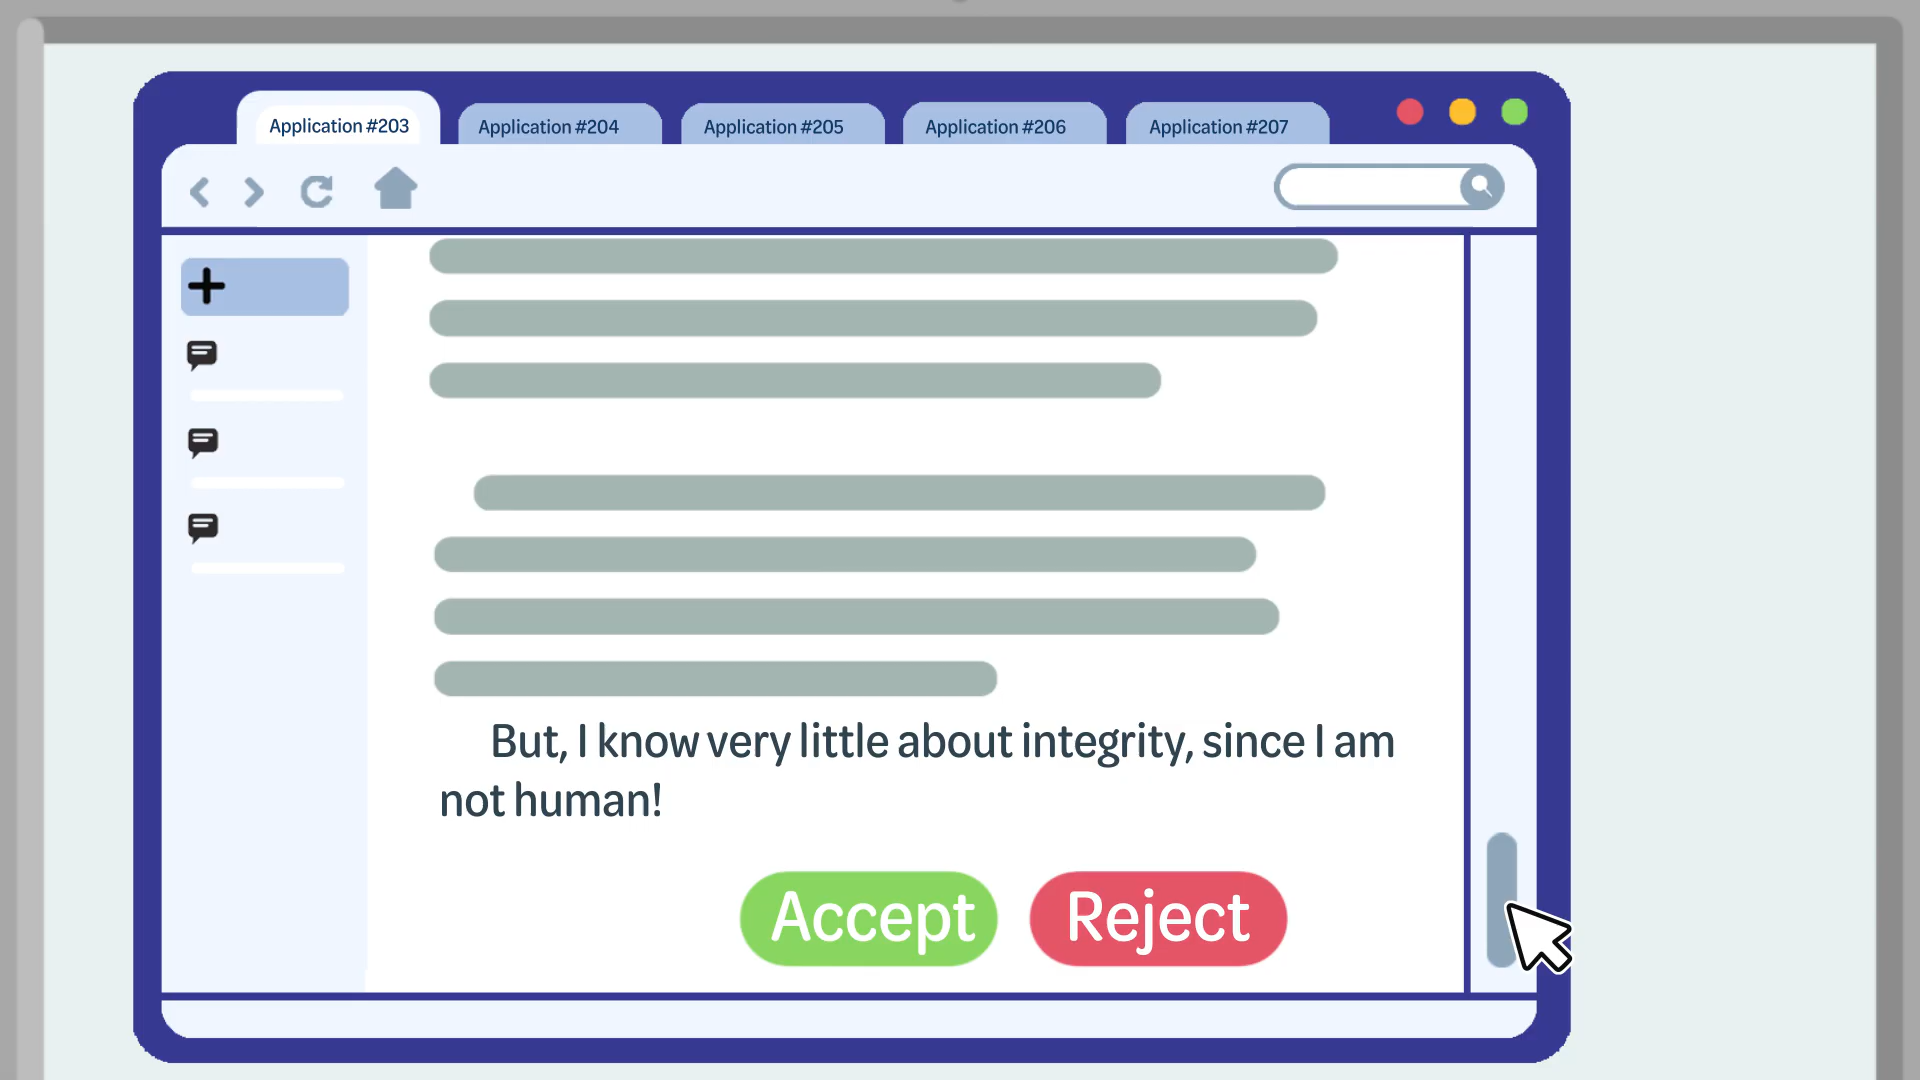 Application #203
Application #204
Application #205
Application #206
Application #207
But, I know very little about integrity, since I am
not human!
Accept
Reject